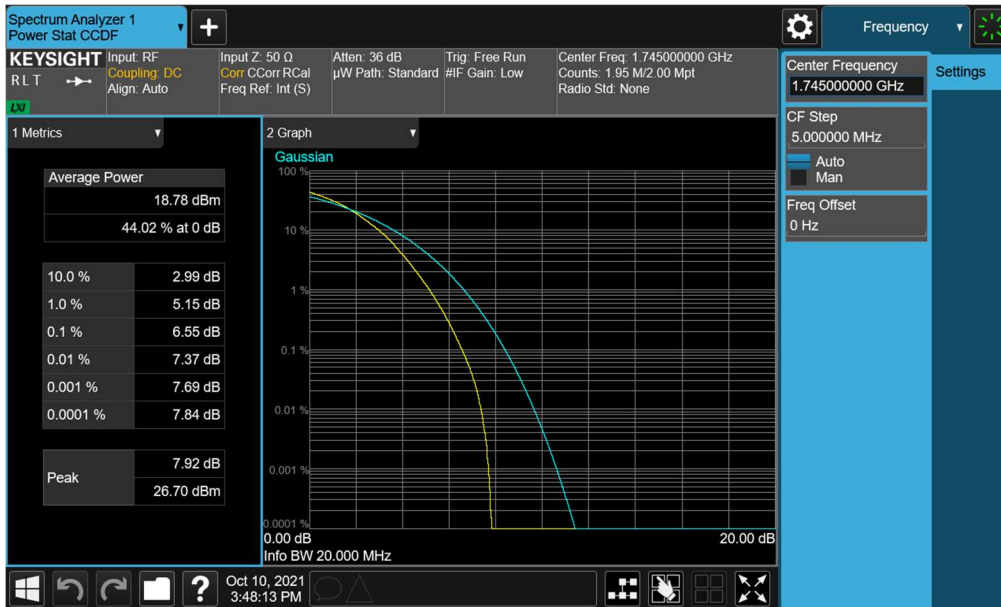 Spectrum Analyzer 1
Power Stat CCDF
+
Frequency
KEYSIGHT
RLT
LXI
Input: RF
Coupling: DC
Align: Auto
Input Z: 50 Ω
Corr CCorr RCal
Freq Ref: Int (S)
Atten: 36 dB
µW Path: Standard
Trig: Free Run
#IF Gain: Low
Center Freq: 1.745000000 GHz
Counts: 1.95 M/2.00 Mpt
Radio Std: None
Center Frequency
1.745000000 GHz
Settings
CF Step
5.000000 MHz
Auto
Man
Freq Offset
0 Hz
1 Metrics
Average Power
18.78 dBm
44.02 % at 0 dB
10.0 % 2.99 dB
1.0 % 5.15 dB
0.1 % 6.55 dB
0.01 % 7.37 dB
0.001 % 7.69 dB
0.0001 % 7.84 dB
Peak
7.92 dB
26.70 dBm
2 Graph
Gaussian
100 %
10 %
1 %
0.1 %
0.01 %
0.001 %
0.0001 %
0.00 dB 20.00 dB
Info BW 20.000 MHz
?
Oct 10, 2021
3:48:13 PM